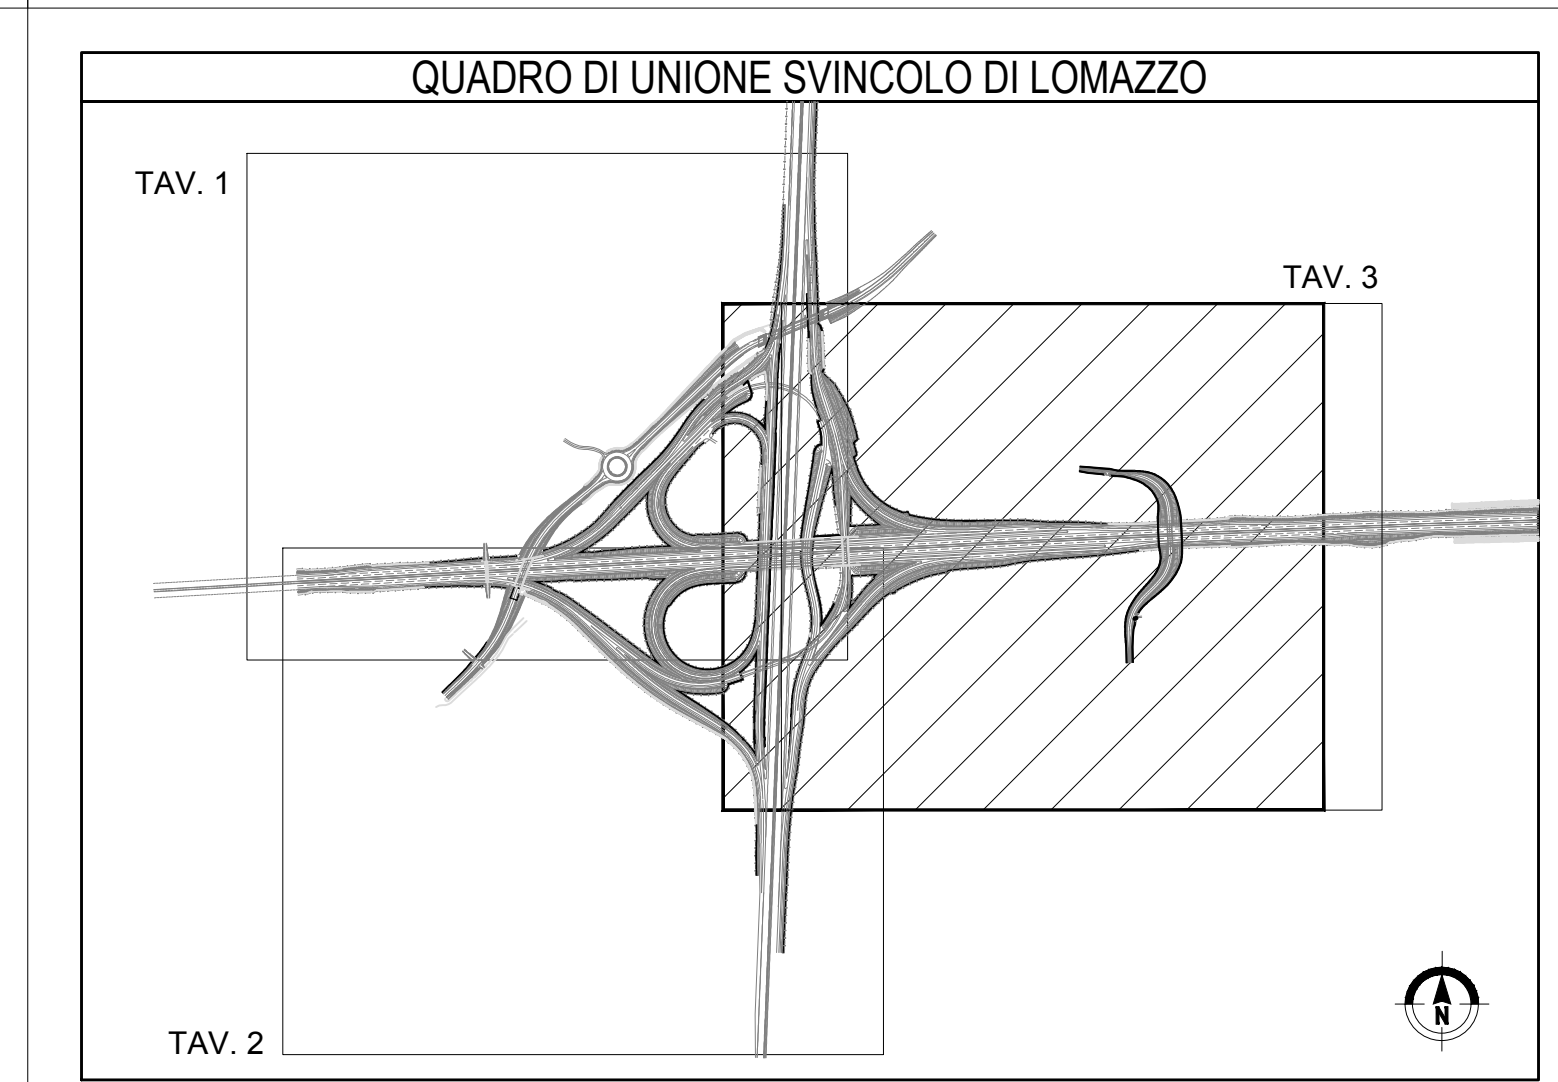 QUADRO DI UNIONE SVINCOLO DI LOMAZZO
TAV. 1
TAV. 3
TAV. 2
N